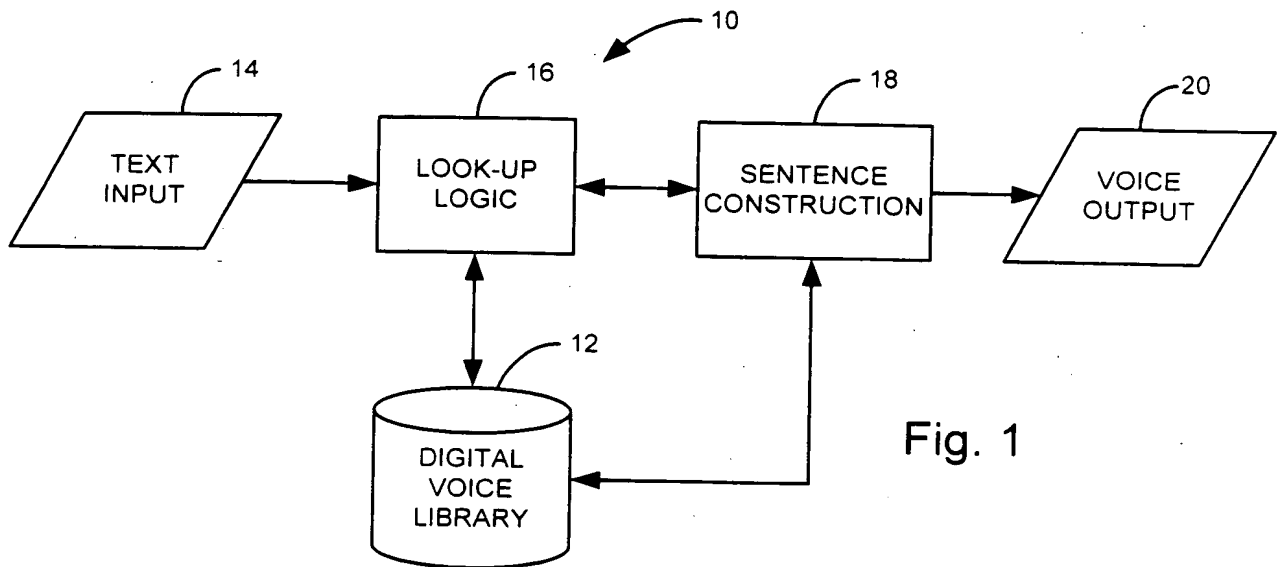 10
14
16
18
20
TEXT
INPUT
LOOK-UP
LOGIC
SENTENCE
CONSTRUCTION
VOICE
OUTPUT
12
DIGITAL
VOICE
LIBRARY
Fig. 1